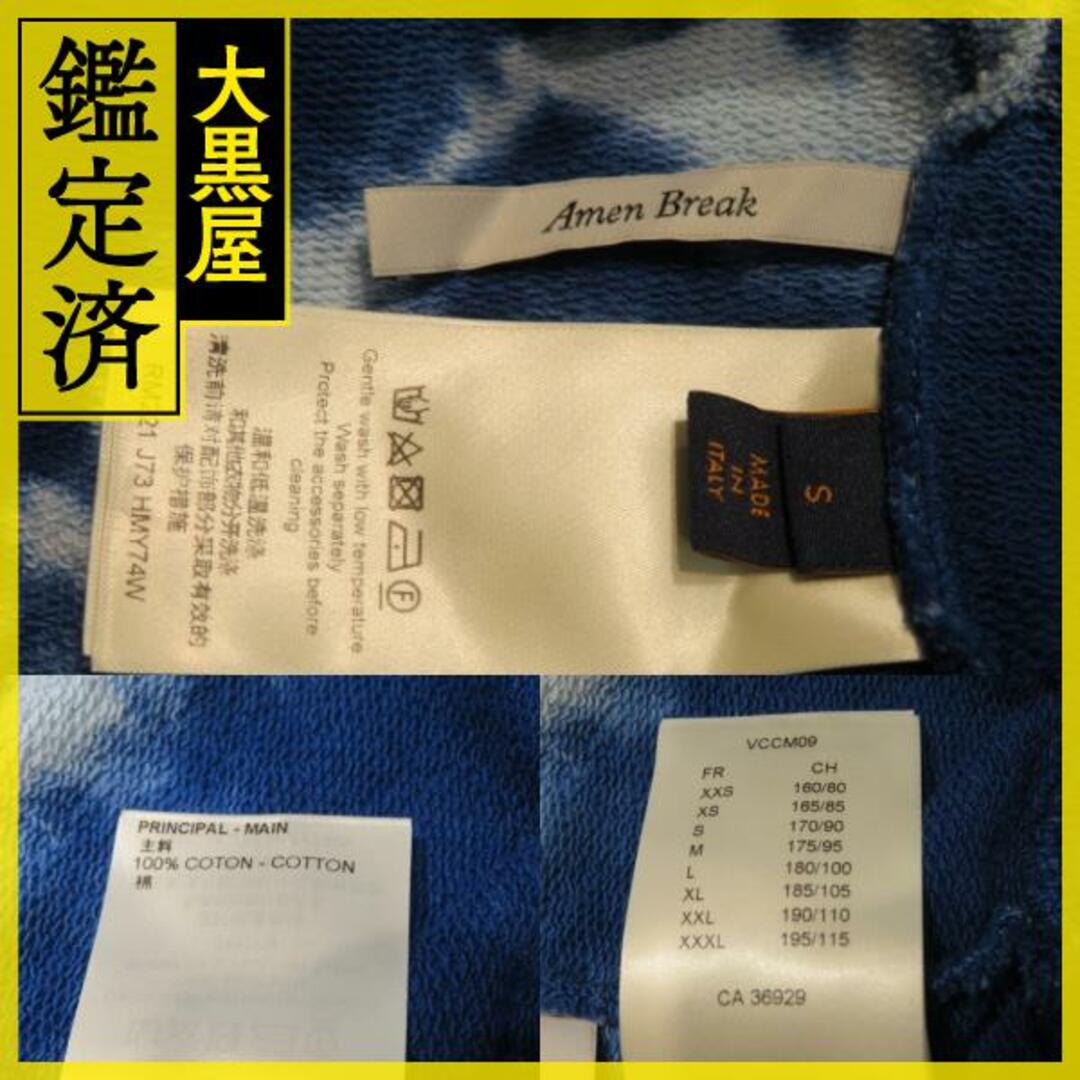 鑑定済
大黒屋
Amen Break
Gentle wash with low temperature
Wash separately
Protect the accessories before
cleaning
温和低温洗涤
和其他衣物分开洗涤
清洗前请对配饰部分采取有效的
保护措施
J73 HMY74W
F
S
MADE
IN
ITALY
PRINCIPAL - MAIN
主料
100% COTON - COTTON
棉
VCCM09
FR CH
XXS 160/80
XS 165/85
S 170/90
M 175/95
L 180/100
XL 185/105
XXL 190/110
XXXL 195/115
CA 36929